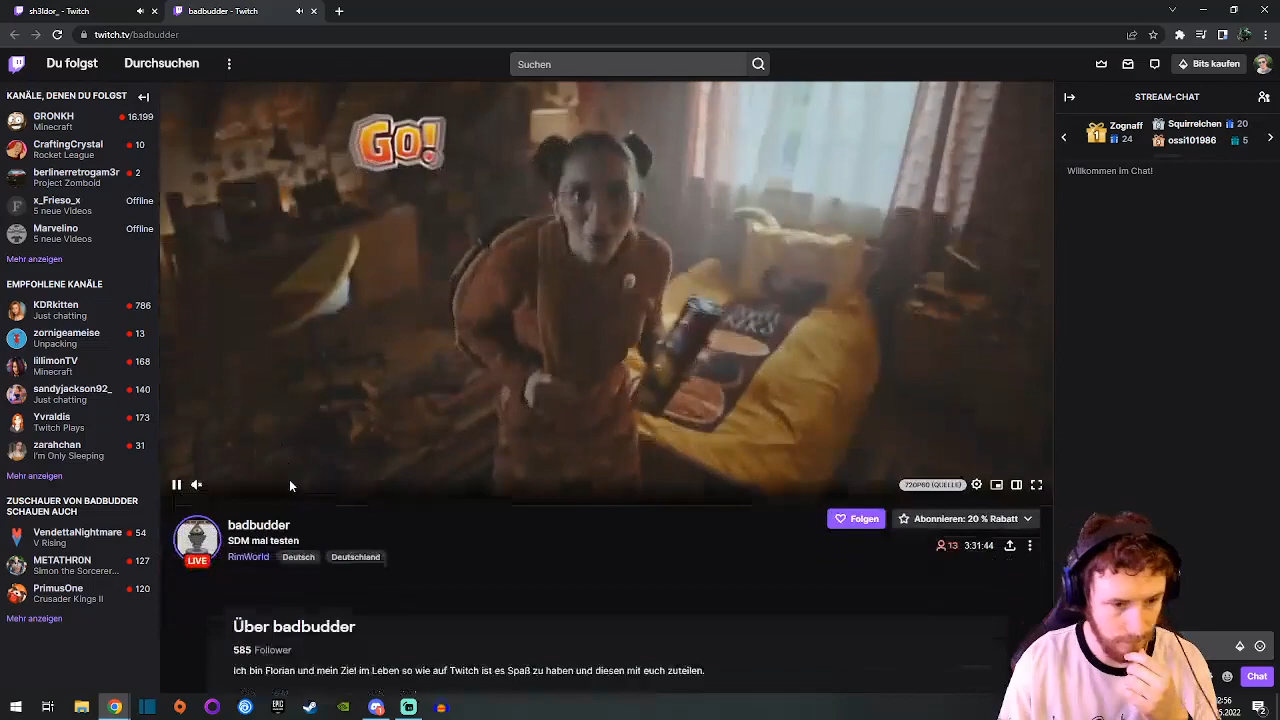 sh3dor_ - Twitch
badbudder - Twitch
twitch.tv/badbudder
Du folgst
Durchsuchen
Suchen
Bits kaufen
KANÄLE, DENEN DU FOLGST
GRONKH
16.199
Minecraft
CraftingCrystal
10
Rocket League
berlinerretrogam3r
2
Project Zomboid
x_Frieso_x
Offline
5 neue Videos
Marvelino
Offline
5 neue Videos
Mehr anzeigen
EMPFOHLENE KANÄLE
KDRkitten
786
Just chatting
zornigeameise
13
Unpacking
lillimonTV
168
Minecraft
sandyjackson92_
140
Just chatting
Yvraldis
173
Twitch Plays
zarahchan
31
I'm Only Sleeping
Mehr anzeigen
ZUSCHAUER VON BADBUDDER
SCHAUEN AUCH
VendettaNightmare
54
V Rising
METATHRON
127
Simon the Sorcerer...
PrimusOne
120
Crusader Kings II
Mehr anzeigen
GO!
720P60 (QUELLE)
badbudder
SDM mal testen
RimWorld
Deutsch
Deutschland
LIVE
Folgen
Abonnieren: 20 % Rabatt
13
3:31:44
Über badbudder
585 Follower
Ich bin Florian und mein Ziel im Leben so wie auf Twitch ist es Spaß zu haben und diesen mit euch zuteilen.
STREAM-CHAT
1
Zognaff
24
Squirrelchen
20
ossi101986
5
Willkommen im Chat!
Chat